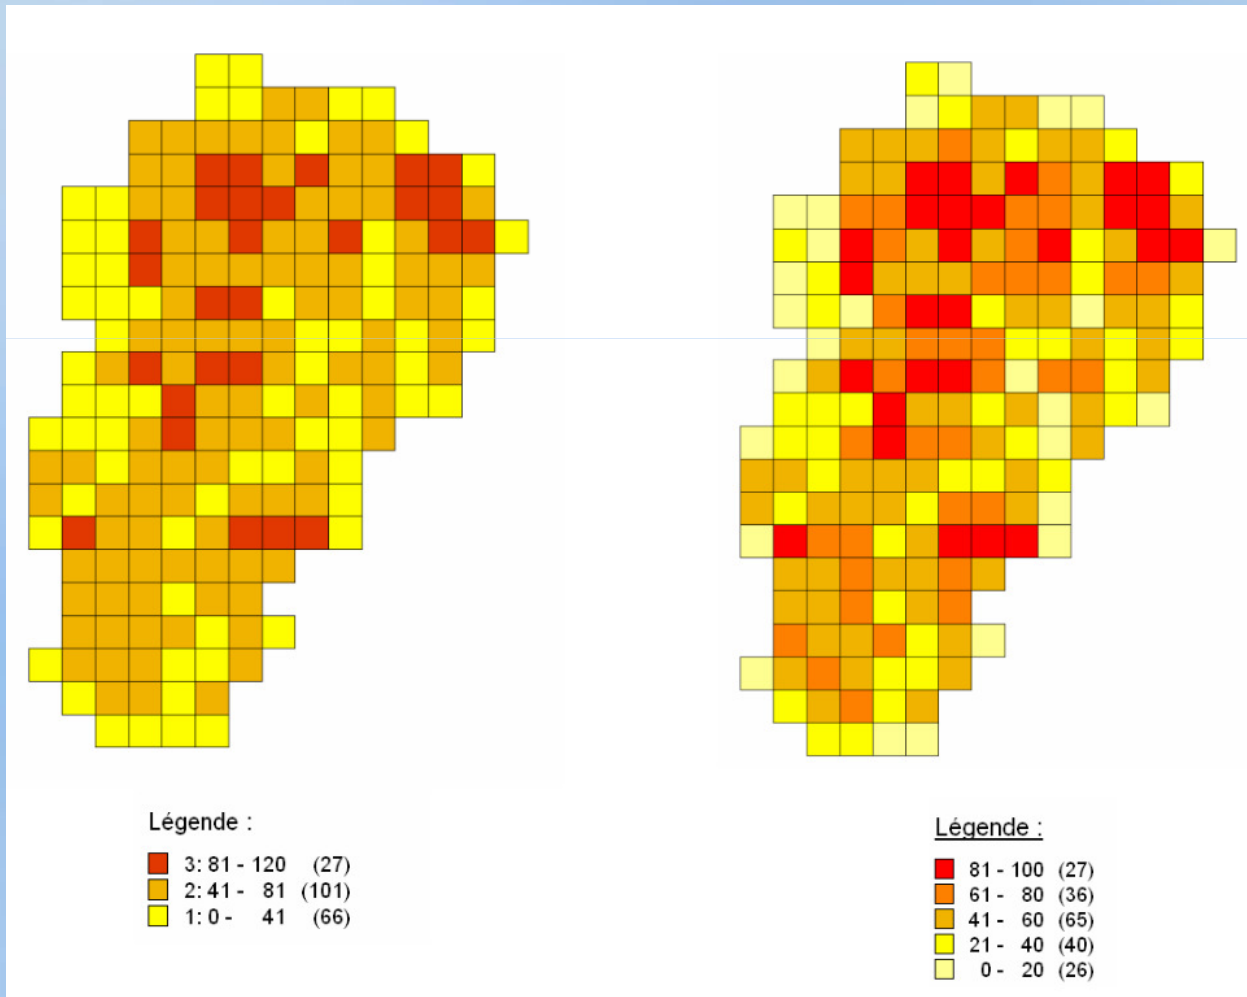 Légende :
3: 81 - 120 (27)
2: 41 - 81 (101)
1: 0 - 41 (66)
Légende :
81 - 100 (27)
61 - 80 (36)
41 - 60 (65)
21 - 40 (40)
0 - 20 (26)